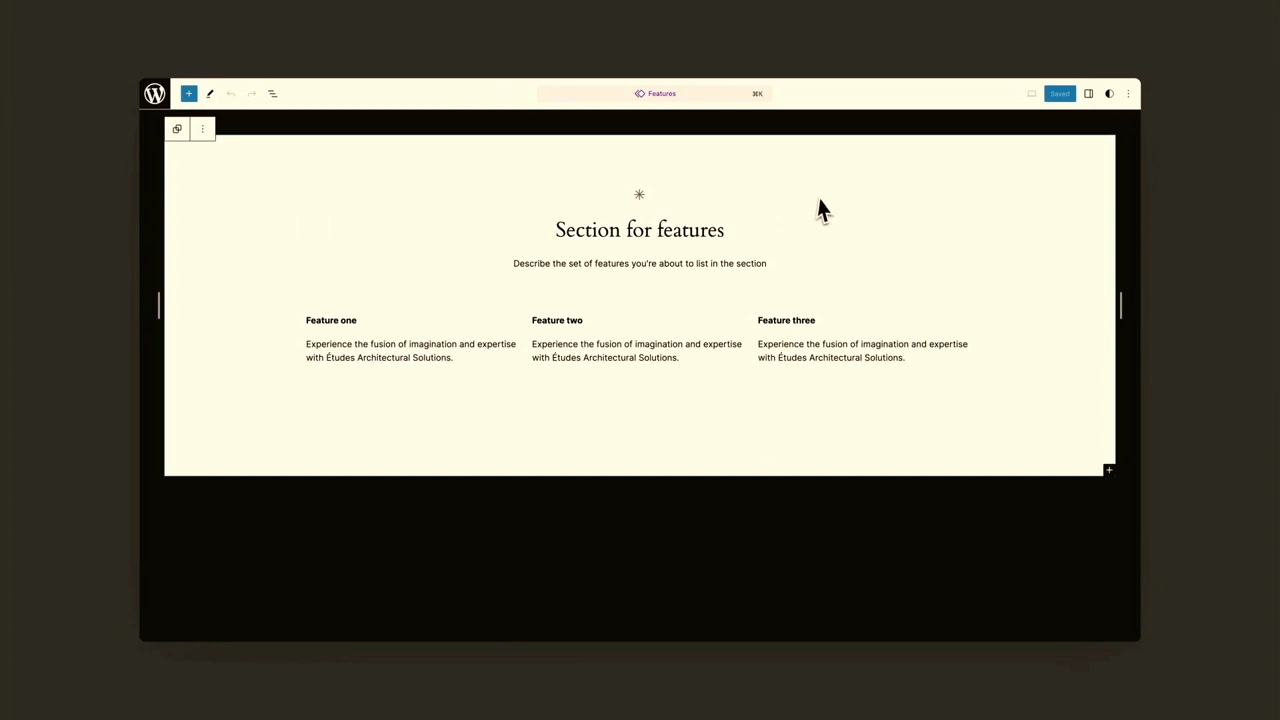 Features
⌘K
Saved
Section for features
Describe the set of features you're about to list in the section
Feature one
Experience the fusion of imagination and expertise
with Études Architectural Solutions.
Feature two
Experience the fusion of imagination and expertise
with Études Architectural Solutions.
Feature three
Experience the fusion of imagination and expertise
with Études Architectural Solutions.